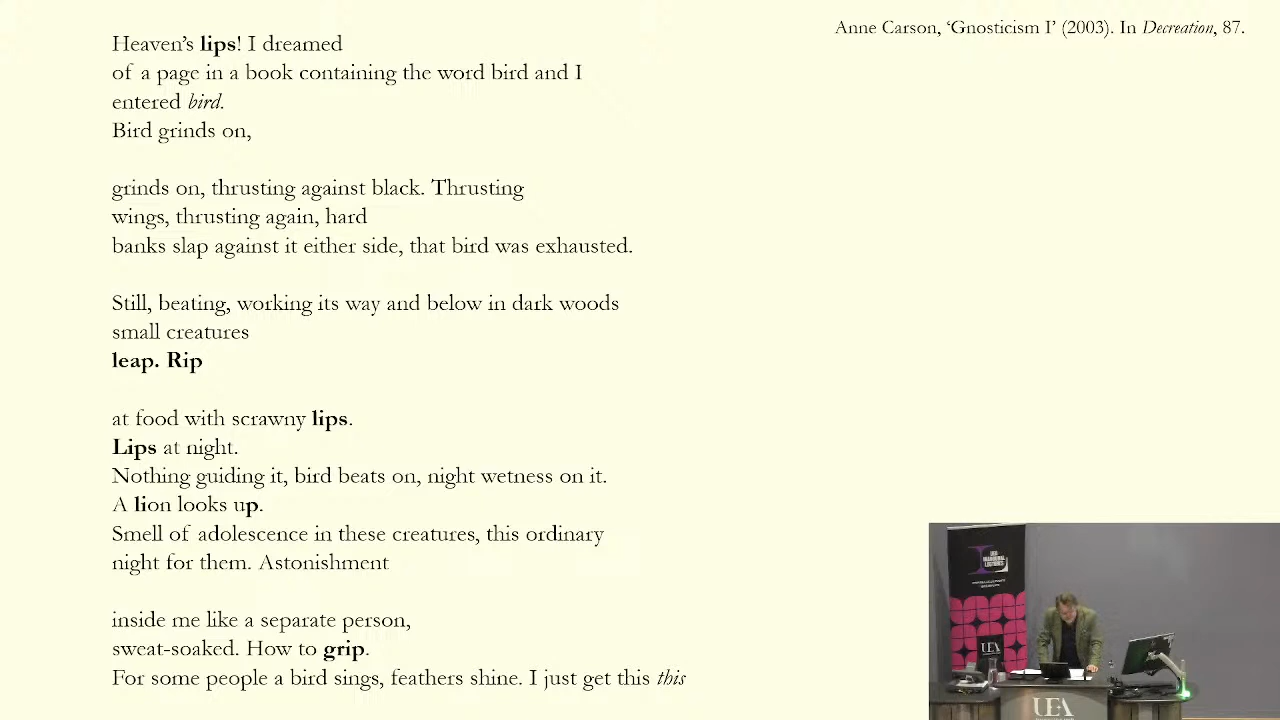 Anne Carson, ‘Gnosticism I’ (2003). In Decreation, 87.
Heaven’s lips! I dreamed
of a page in a book containing the word bird and I
entered bird.
Bird grinds on,
grinds on, thrusting against black. Thrusting
wings, thrusting again, hard
banks slap against it either side, that bird was exhausted.
Still, beating, working its way and below in dark woods
small creatures
leap. Rip
at food with scrawny lips.
Lips at night.
Nothing guiding it, bird beats on, night wetness on it.
A lion looks up.
Smell of adolescence in these creatures, this ordinary
night for them. Astonishment
inside me like a separate person,
sweat-soaked. How to grip.
For some people a bird sings, feathers shine. I just get this this
UEA
UEA